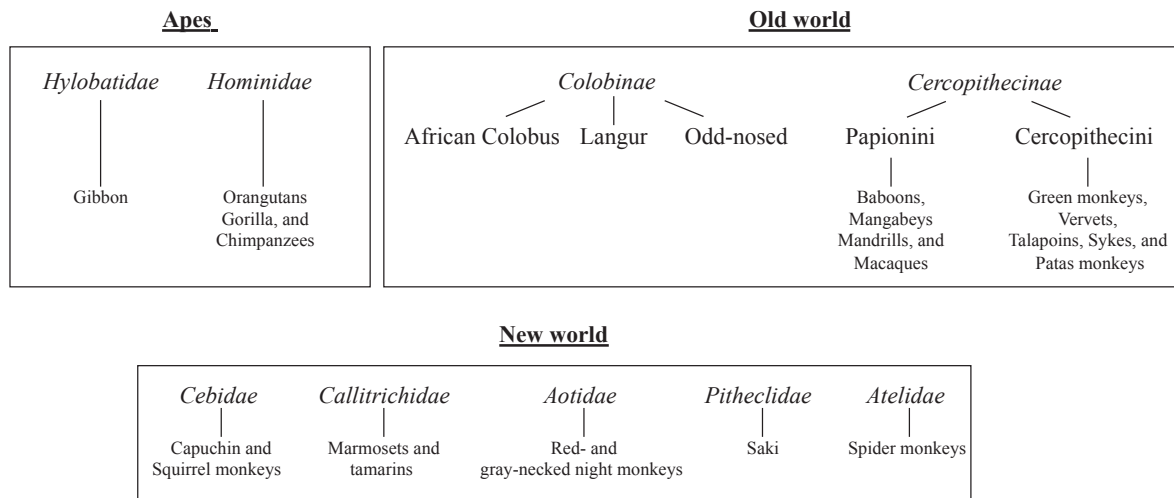 Apes
Old world
Hylobatidae Hominidae
Gibbon
Orangutans
Gorilla, and
Chimpanzees
Colobinae
African Colobus Langur Odd-nosed
Cercopithecinae
Papionini Cercopithecini
Baboons,
Mangabeys
Mandrills, and
Macaques
Green monkeys,
Vervets,
Talapoins, Sykes, and
Patas monkeys
New world
Cebidae Callitrichidae Aotidae Pitheclidae Atelidae
Capuchin and
Squirrel monkeys
Marmosets and
tamarins
Red- and
gray-necked night monkeys
Saki
Spider monkeys